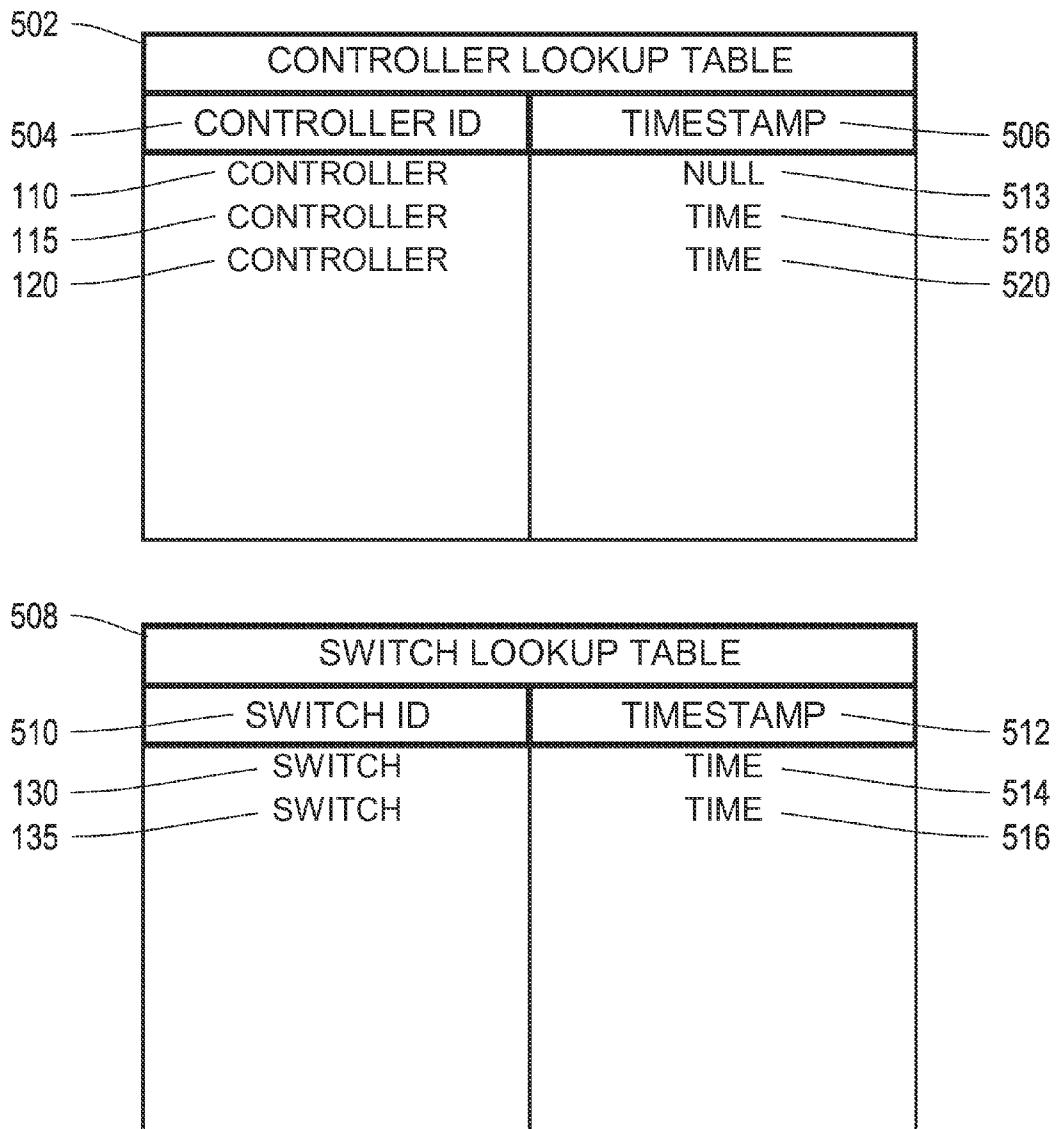 502
CONTROLLER LOOKUP TABLE
504 CONTROLLER ID TIMESTAMP 506
110 CONTROLLER NULL 513
115 CONTROLLER TIME 518
120 CONTROLLER TIME 520
508
SWITCH LOOKUP TABLE
510 SWITCH ID TIMESTAMP 512
130 SWITCH TIME 514
135 SWITCH TIME 516